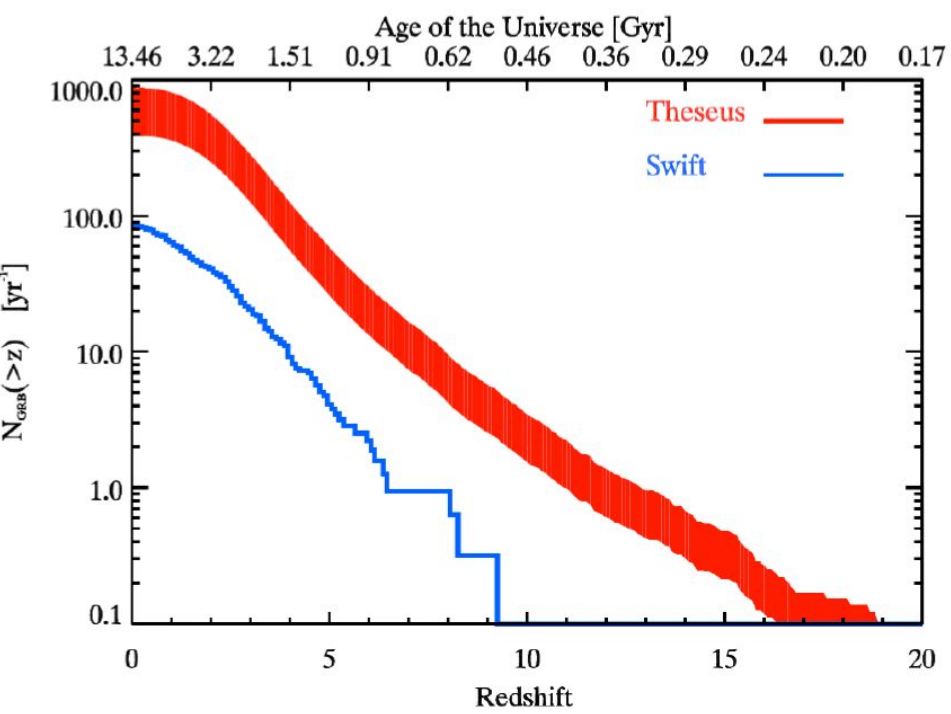 Age of the Universe [Gyr]
13.46 3.22 1.51 0.91 0.62 0.46 0.36 0.29 0.24 0.20 0.17
1000.0
Theseus
Swift
100.0
N_GRB(>z) [yr⁻¹]
10.0
1.0
0.1
0 5 10 15 20
Redshift